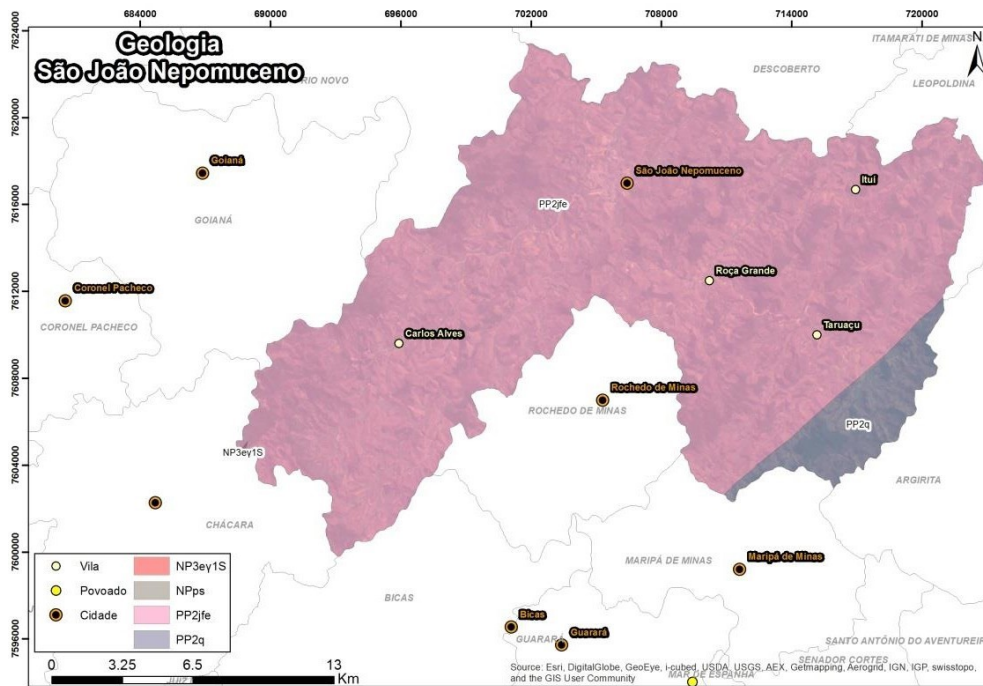 684000
690000
696000
702000
708000
714000
720000
7624000
7620000
7616000
7612000
7608000
7604000
7600000
7596000
Geologia
São João Nepomuceno
N
RIO NOVO
DESCOBERTO
ITAMARATI DE MINAS
LEOPOLDINA
Goianá
GOIANÁ
São João Nepomuceno
Ituí
PP2jfe
Roça Grande
Coronel Pacheco
CORONEL PACHECO
Carlos Alves
Taruaçu
Rochedo de Minas
ROCHEDO DE MINAS
PP2q
NP3eγ1S
ARGIRITA
CHÁCARA
MARIPÁ DE MINAS
Maripá de Minas
BICAS
Bicas
GUARARÁ
Guarará
SANTO ANTÔNIO DO AVENTUREIR
SENADOR CORTES
MAR DE ESPANHA
Vila
Povoado
Cidade
NP3eγ1S
NPps
PP2jfe
PP2q
0 3.25 6.5 13
Km
Source: Esri, DigitalGlobe, GeoEye, i-cubed, USDA, USGS, AEX, Getmapping, Aerogrid, IGN, IGP, swisstopo,
and the GIS User Community